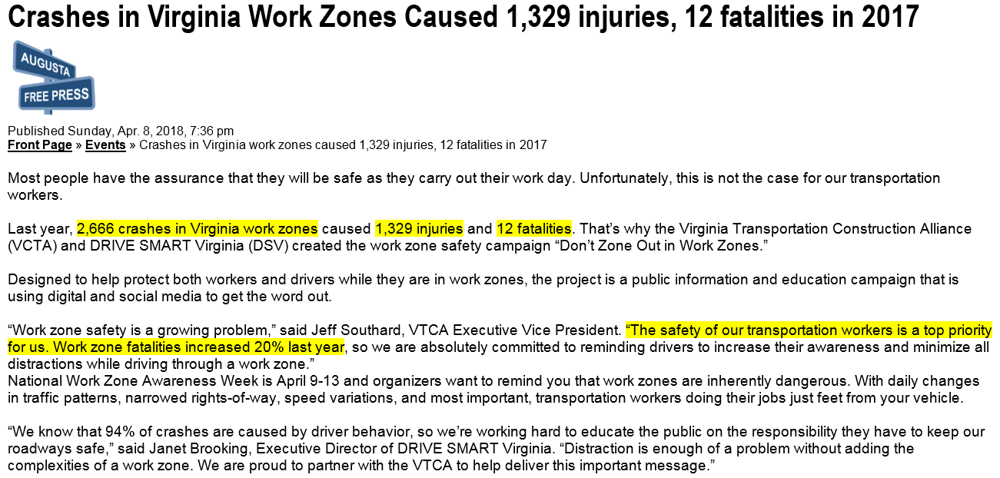 Crashes in Virginia Work Zones Caused 1,329 injuries, 12 fatalities in 2017
AUGUSTA
FREE PRESS
Published Sunday, Apr. 8, 2018, 7:36 pm
Front Page » Events » Crashes in Virginia work zones caused 1,329 injuries, 12 fatalities in 2017
Most people have the assurance that they will be safe as they carry out their work day. Unfortunately, this is not the case for our transportation
workers.
Last year, 2,666 crashes in Virginia work zones caused 1,329 injuries and 12 fatalities. That’s why the Virginia Transportation Construction Alliance
(VCTA) and DRIVE SMART Virginia (DSV) created the work zone safety campaign “Don’t Zone Out in Work Zones.”
Designed to help protect both workers and drivers while they are in work zones, the project is a public information and education campaign that is
using digital and social media to get the word out.
“Work zone safety is a growing problem,” said Jeff Southard, VTCA Executive Vice President. “The safety of our transportation workers is a top priority
for us. Work zone fatalities increased 20% last year, so we are absolutely committed to reminding drivers to increase their awareness and minimize all
distractions while driving through a work zone.”
National Work Zone Awareness Week is April 9-13 and organizers want to remind you that work zones are inherently dangerous. With daily changes
in traffic patterns, narrowed rights-of-way, speed variations, and most important, transportation workers doing their jobs just feet from your vehicle.
“We know that 94% of crashes are caused by driver behavior, so we’re working hard to educate the public on the responsibility they have to keep our
roadways safe,” said Janet Brooking, Executive Director of DRIVE SMART Virginia. “Distraction is enough of a problem without adding the
complexities of a work zone. We are proud to partner with the VTCA to help deliver this important message.”